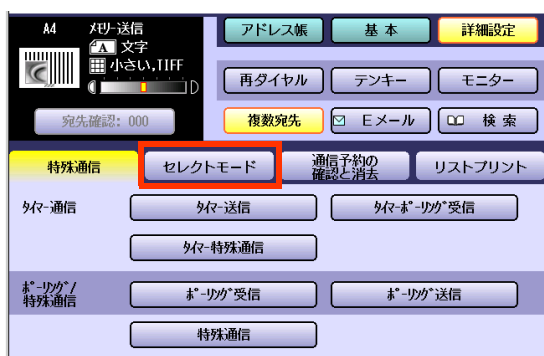 A4 ﾒﾓﾘｰ送信
A 文字
小さい,TIFF
D
宛先確認: 000
アドレス帳 基 本 詳細設定
再ダイヤル テンキー モニター
複数宛先 Eメール 検 索
特殊通信 セレクトモード 通信予約の
確認と消去 リストプリント
ﾀｲﾏｰ通信 ﾀｲﾏｰ送信 ﾀｲﾏｰﾎﾟｰﾘﾝｸﾞ受信
ﾀｲﾏｰ特殊通信
ﾎﾟｰﾘﾝｸﾞ/
特殊通信 ﾎﾟｰﾘﾝｸﾞ受信 ﾎﾟｰﾘﾝｸﾞ送信
特殊通信